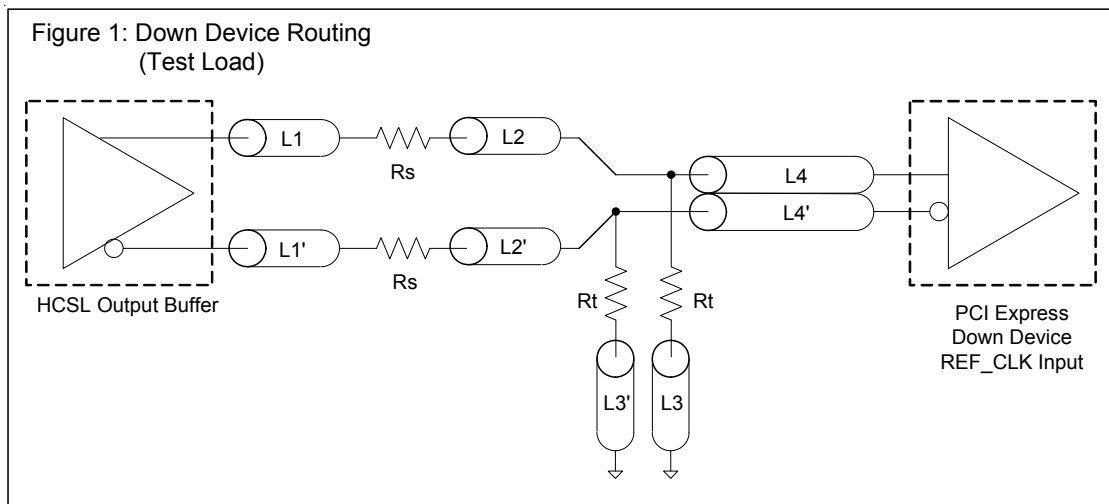 Figure 1: Down Device Routing
(Test Load)
L1
Rs
L2
L4
L4'
L1'
Rs
L2'
HCSL Output Buffer
Rt
Rt
L3'
L3
PCI Express
Down Device
REF_CLK Input